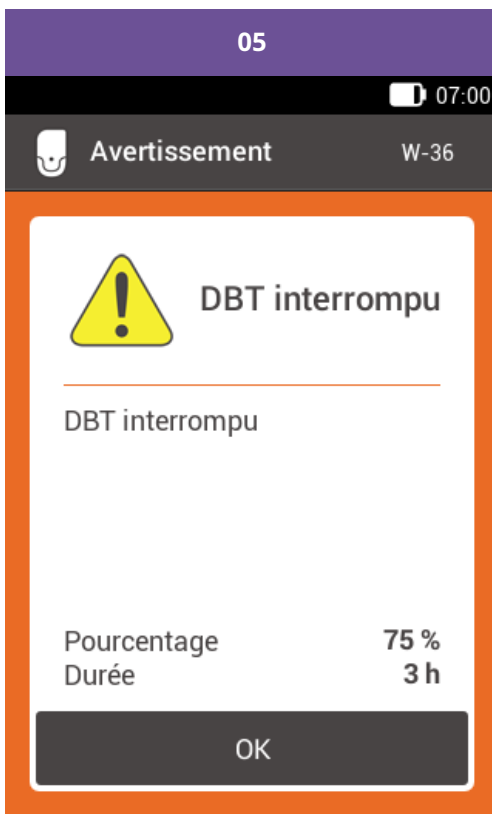 05
07:00
Avertissement W-36
DBT interrompu
DBT interrompu
Pourcentage 75 %
Durée 3 h
OK